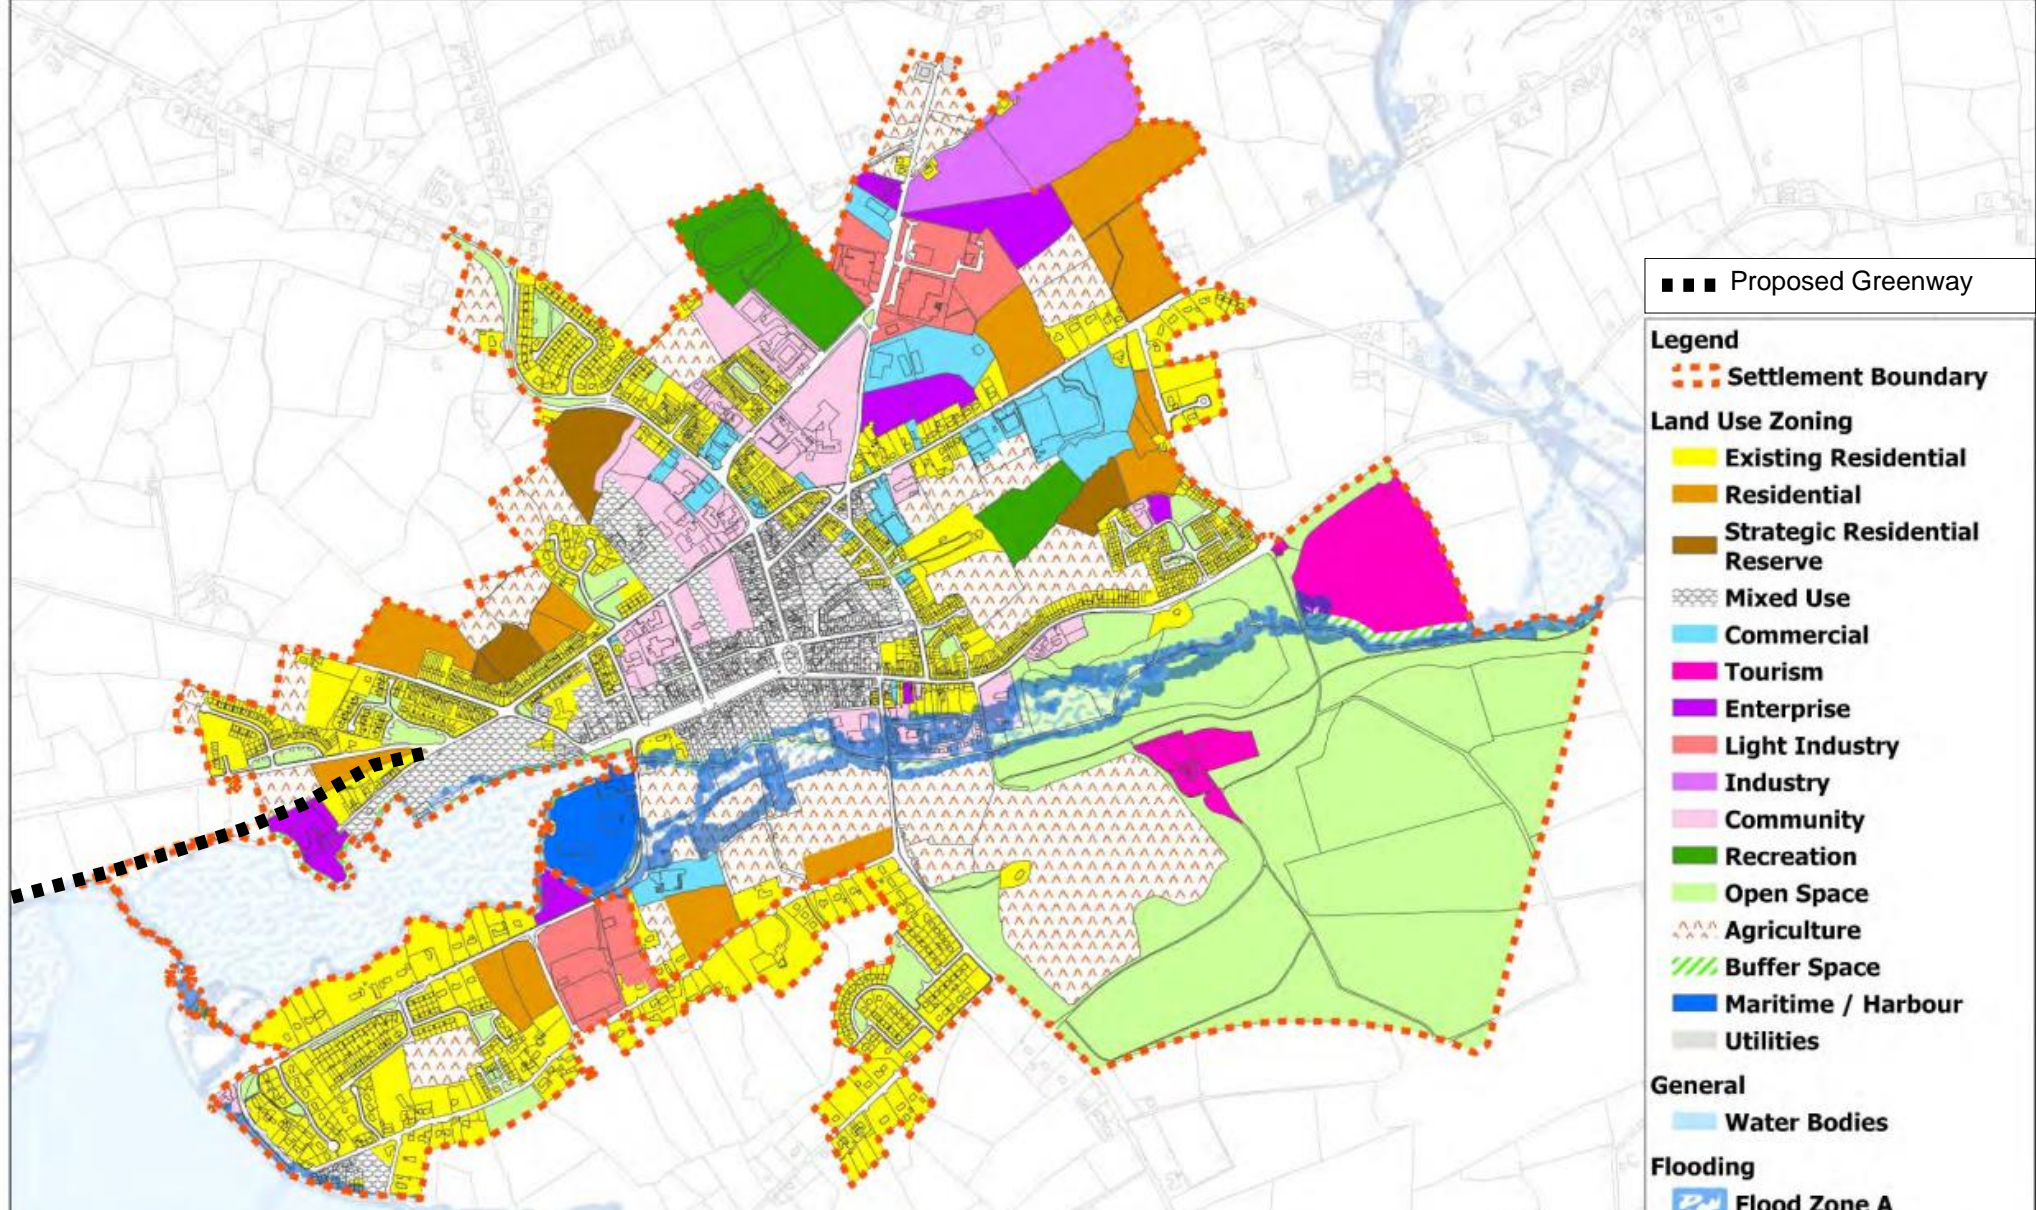 Proposed Greenway
Legend
Settlement Boundary
Land Use Zoning
Existing Residential
Residential
Strategic Residential
Reserve
Mixed Use
Commercial
Tourism
Enterprise
Light Industry
Industry
Community
Recreation
Open Space
Agriculture
Buffer Space
Maritime / Harbour
Utilities
General
Water Bodies
Flooding
Flood Zone A